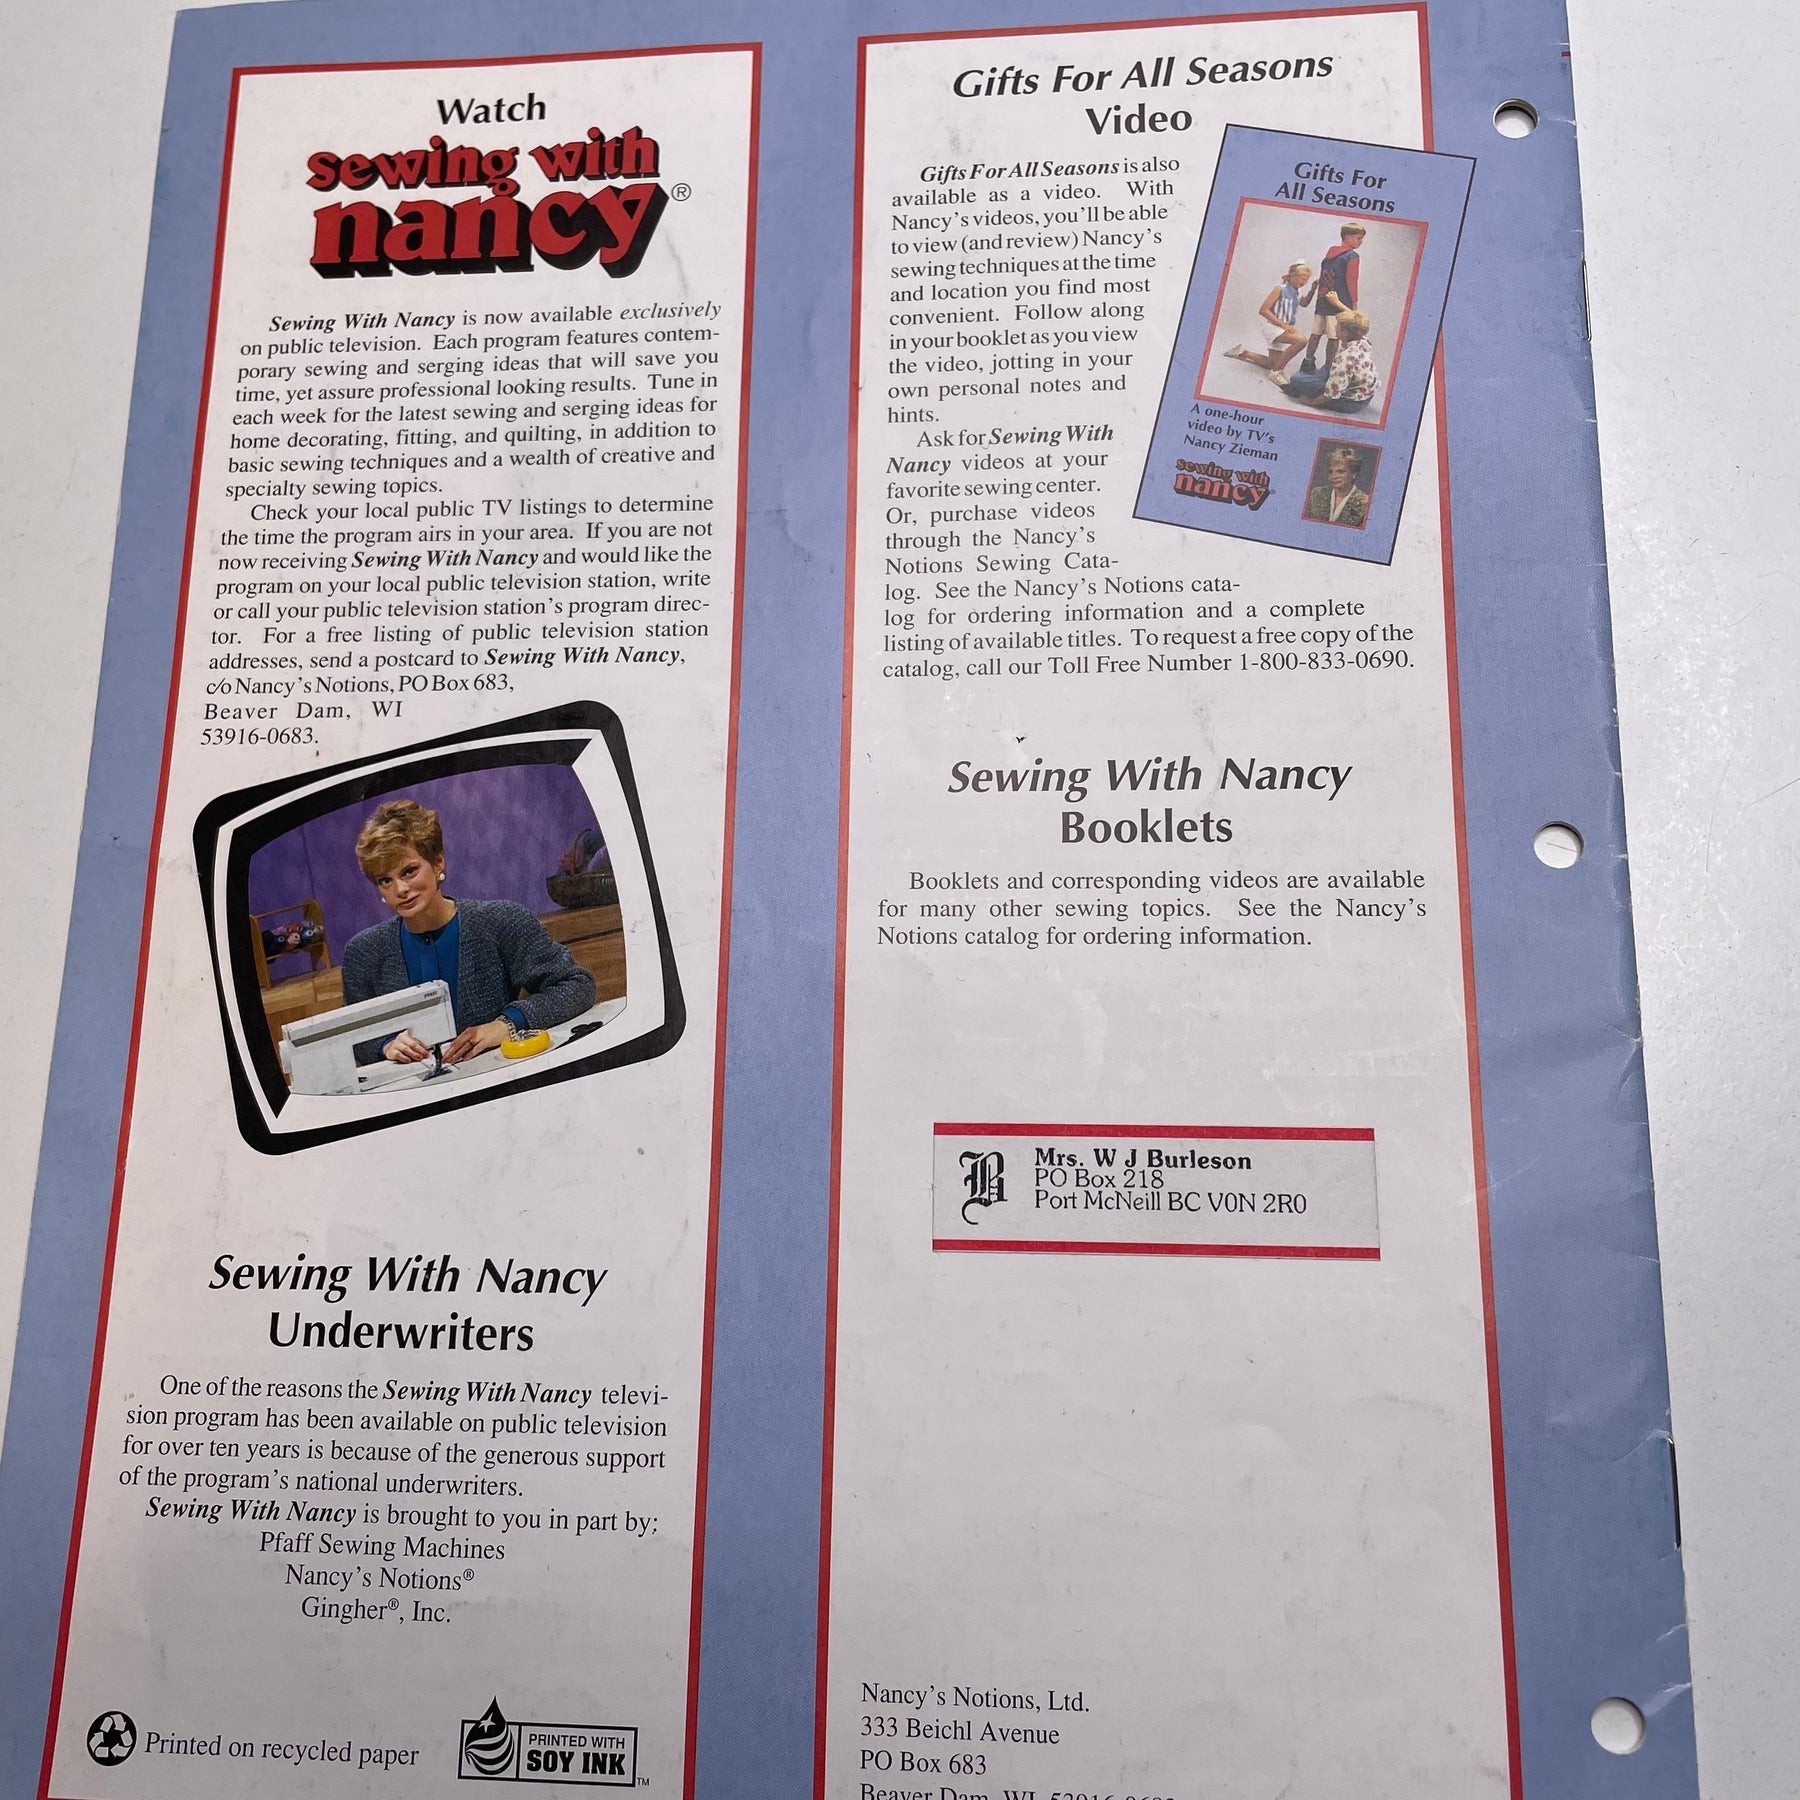 Watch
sewing with
nancy®
Sewing With Nancy is now available exclusively
on public television. Each program features contem-
porary sewing and serging ideas that will save you
time, yet assure professional looking results. Tune in
each week for the latest sewing and serging ideas for
home decorating, fitting, and quilting, in addition to
basic sewing techniques and a wealth of creative and
specialty sewing topics.
Check your local public TV listings to determine
the time the program airs in your area. If you are not
now receiving Sewing With Nancy and would like the
program on your local public television station, write
or call your public television station's program direc-
tor. For a free listing of public television station
addresses, send a postcard to Sewing With Nancy,
c/o Nancy's Notions, PO Box 683,
Beaver Dam, WI
53916-0683.
Sewing With Nancy
Underwriters
One of the reasons the Sewing With Nancy televi-
sion program has been available on public television
for over ten years is because of the generous support
of the program's national underwriters.
Sewing With Nancy is brought to you in part by:
Pfaff Sewing Machines
Nancy's Notions®
Gingher®, Inc.
Printed on recycled paper
PRINTED WITH
SOY INK
TM
Gifts For All Seasons
Video
Gifts For All Seasons is also
available as a video. With
Nancy's videos, you'll be able
to view (and review) Nancy's
sewing techniques at the time
and location you find most
convenient. Follow along
in your booklet as you view
the video, jotting in your
own personal notes and
hints.
Ask for Sewing With
Nancy videos at your
favorite sewing center.
Or, purchase videos
through the Nancy's
Notions Sewing Cata-
log. See the Nancy's Notions cata-
log for ordering information and a complete
listing of available titles. To request a free copy of the
catalog, call our Toll Free Number 1-800-833-0690.
Gifts For
All Seasons
A one-hour
video by TV's
Nancy Zieman
sewing with
nancy
Sewing With Nancy
Booklets
Booklets and corresponding videos are available
for many other sewing topics. See the Nancy's
Notions catalog for ordering information.
B
Mrs. W J Burleson
PO Box 218
Port McNeill BC V0N 2R0
Nancy's Notions, Ltd.
333 Beichl Avenue
PO Box 683
Beaver Dam, WI 53916-0683